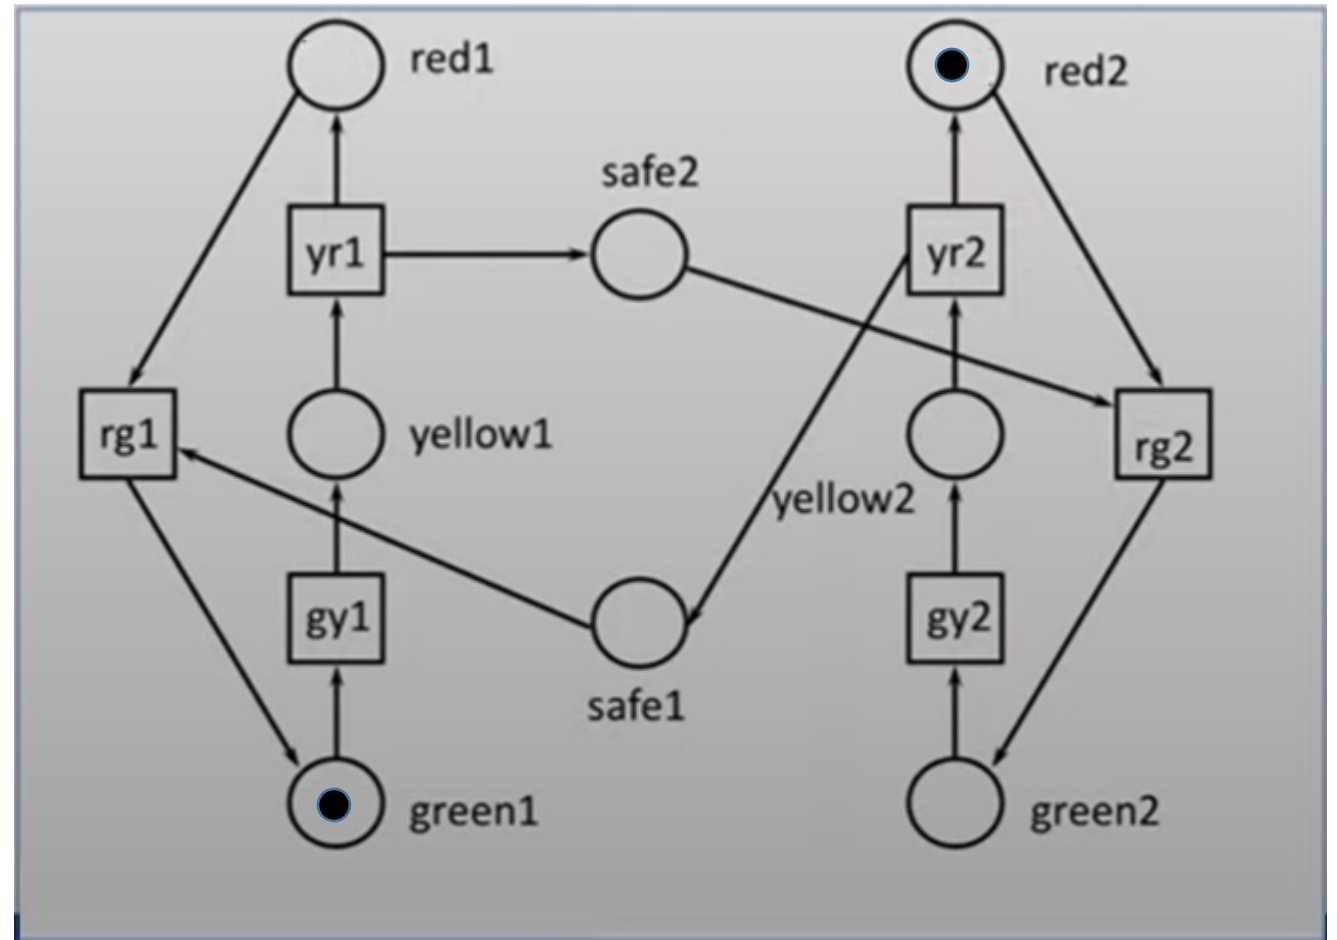 red1
red2
safe2
yr1
yr2
rg1
yellow1
rg2
yellow2
gy1
gy2
safe1
green1
green2